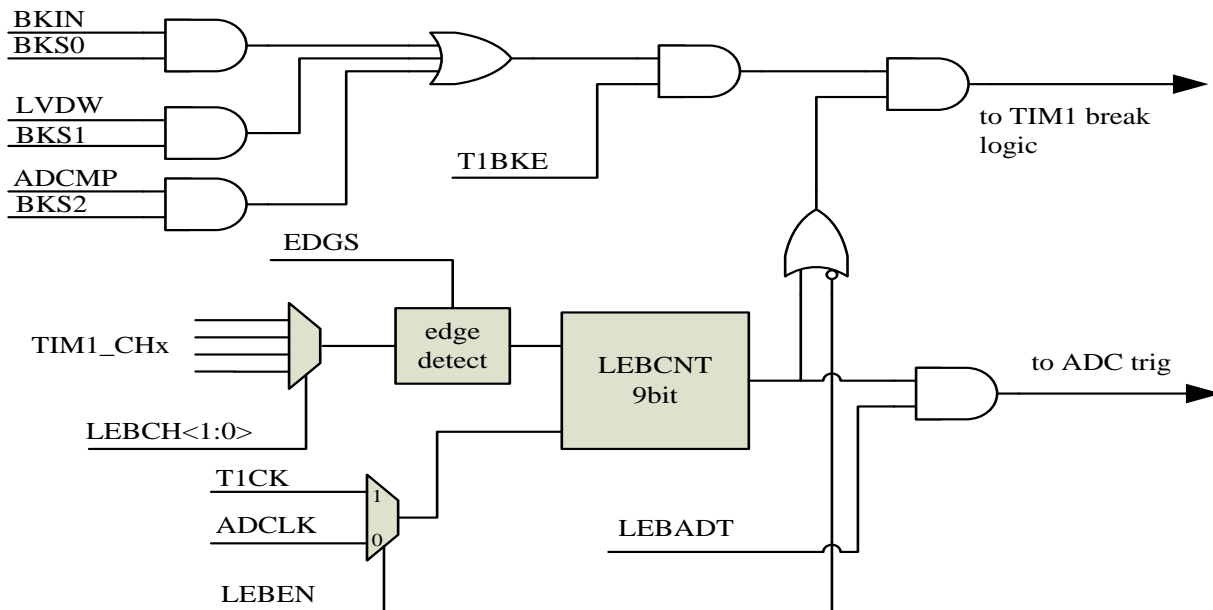 BKIN
BKS0
LVDW
BKS1
ADCMP
BKS2
T1BKE
to TIM1 break
logic
EDGS
TIM1_CHx
edge
detect
LEBCNT
9bit
to ADC trig
LEBCH<1:0>
T1CK
1
ADCLK
0
LEBADT
LEBEN